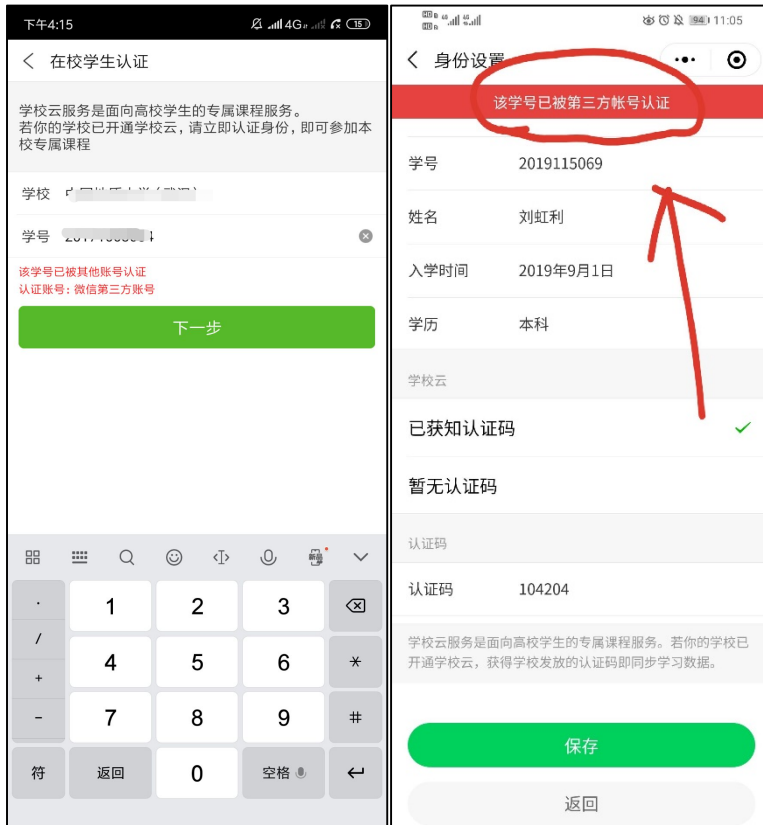 下午4:15
4G
15
在校学生认证
学校云服务是面向高校学生的专属课程服务。
若你的学校已开通学校云，请立即认证身份，即可参加本
校专属课程
学校
学号
该学号已被其他账号认证
认证账号：微信第三方账号
下一步
1
2
3
/
4
5
6
+
7
8
9
-
#
符
返回
0
空格
94
11:05
身份设置
该学号已被第三方帐号认证
学号 2019115069
姓名 刘虹利
入学时间 2019年9月1日
学历 本科
学校云
已获知认证码
暂无认证码
认证码
认证码 104204
学校云服务是面向高校学生的专属课程服务。若你的学校已
开通学校云，获得学校发放的认证码即同步学习数据。
保存
返回